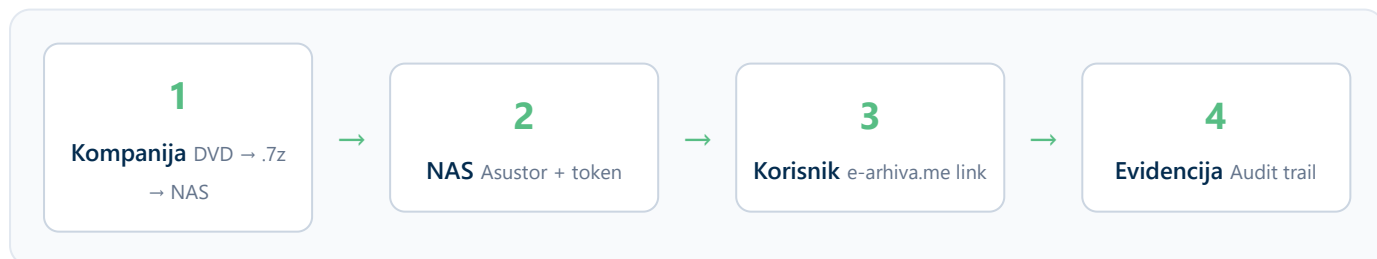 1
Kompanija DVD → .7z
→ NAS
→
2
NAS Asustor + token
→
3
Korisnik e-arhiva.me link
→
4
Evidencija Audit trail